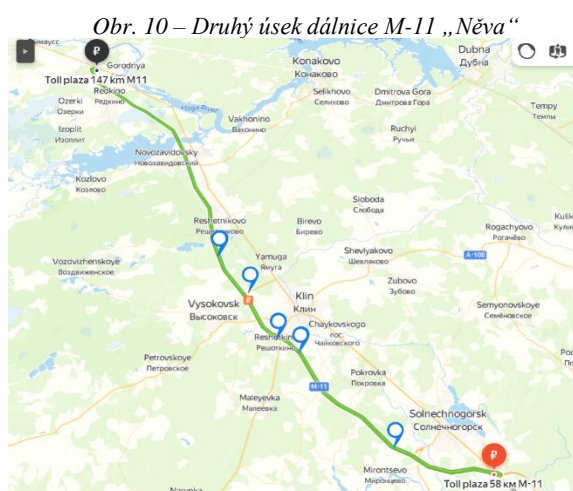 Obr. 10 – Druhý úsek dálnice M-11 „Něva“
₽
Toll plaza 147 km M11
Gorodnya
Redkino
Редкино
Ozerki
Озерки
Izoplit
Изоплит
Kozlovo
Козлово
Vozdvizhenskoye
Воздвиженское
Novozavidovsky
Новозавидовский
Vakhonino
Вахонино
Konakovo
Конаково
Selikhovo
Селихово
Dmitrova Gora
Дмитрова Гора
Dubna
Дубна
Ruchyi
Ручьи
Tempy
Темпы
Sloboda
Слобода
Birevo
Бирево
Reshetnikovo
Yamuga
Ямуга
Shevlyakovo
Шевляково
Rogachyovo
Рогачёво
A-108
Zubovo
Зубово
Semyonovskoye
Семёновское
Vysokovsk
Высоковск
Klin
Клин
Chaykovskogo
пос.
Чайковского
Решоткино
Petrovskoye
Петровское
M-11
Pokrovka
Покровка
Maleyevka
Малеевка
Solnechnogorsk
Солнечногорск
Mirontsevo
Миронцево
₽
Toll plaza 58 km M-11